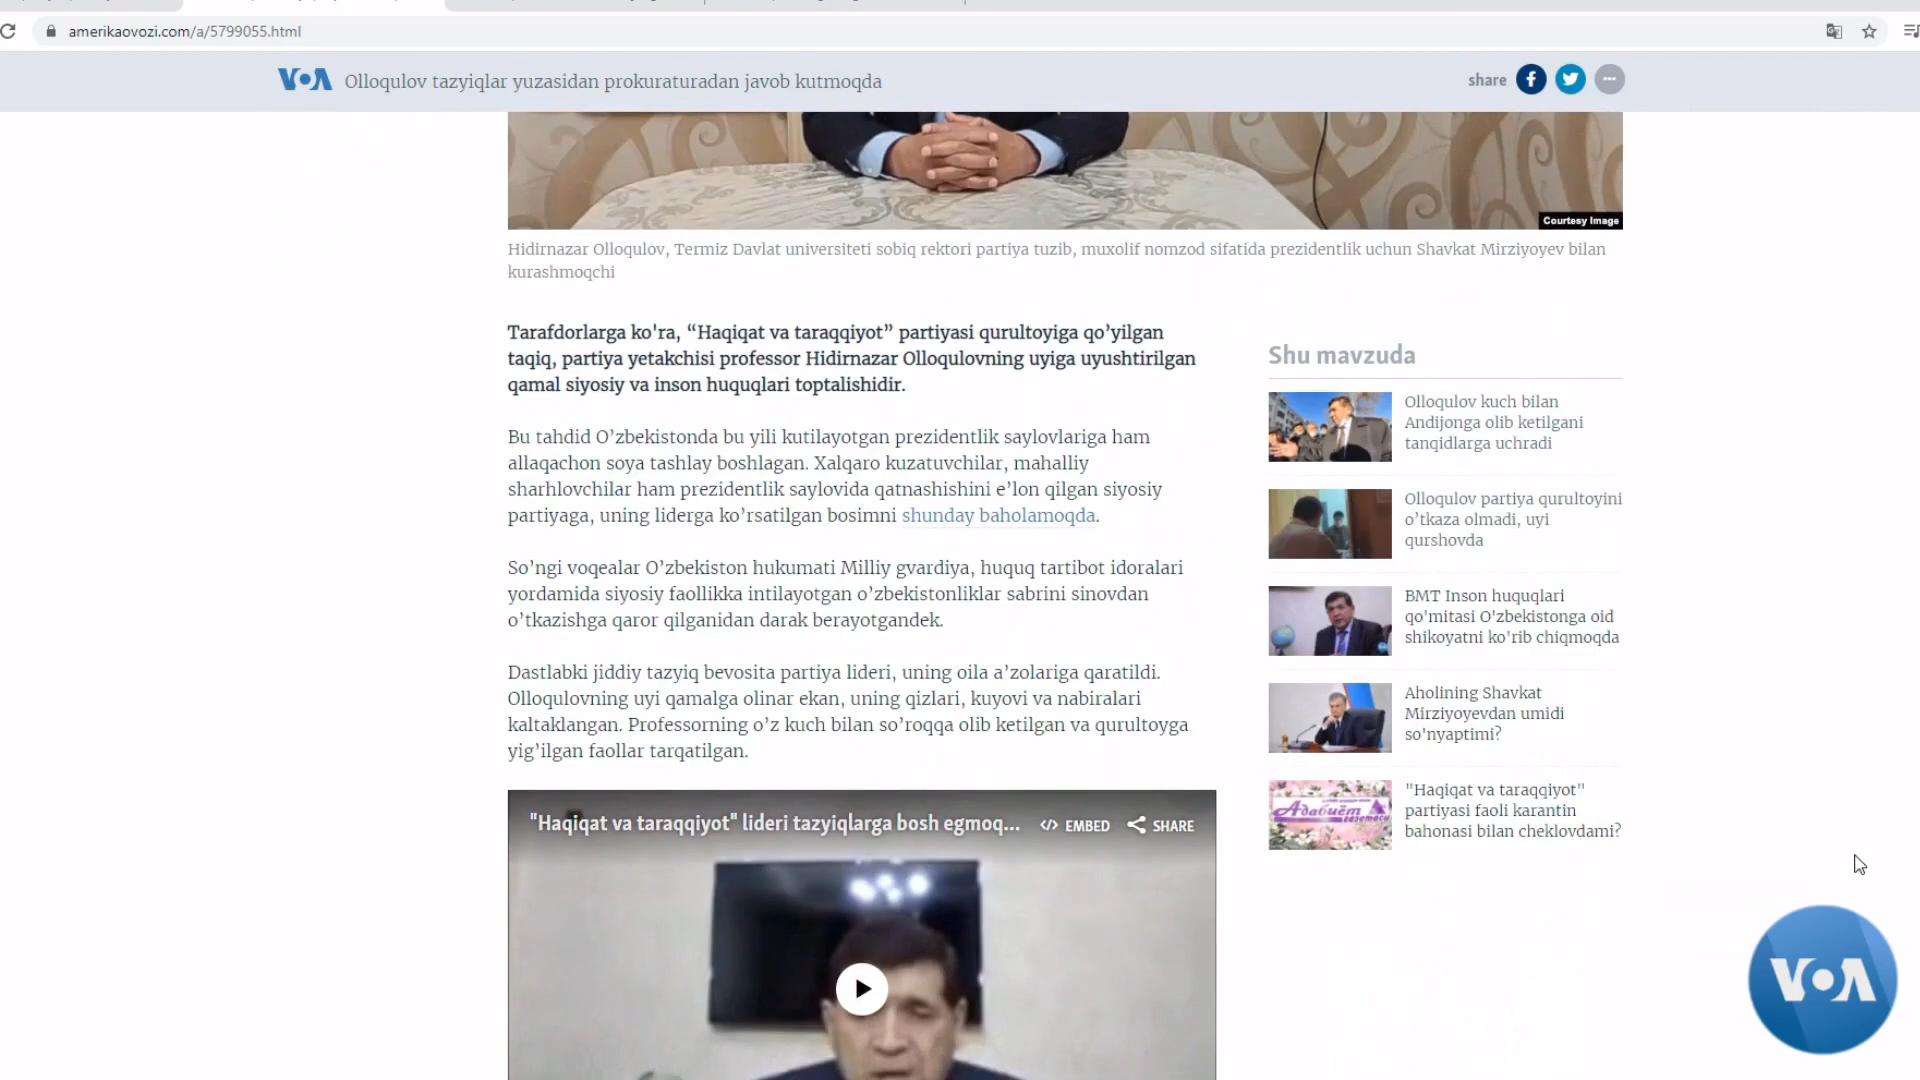 amerikaovozi.com/a/5799055.html
VOA Olloqulov tazyiqlar yuzasidan prokuraturadan javob kutmoqda
share
Courtesy Image
Hidirnazar Olloqulov, Termiz Davlat universiteti sobiq rektori partiya tuzib, muxolif nomzod sifatida prezidentlik uchun Shavkat Mirziyoyev bilan
kurashmoqchi
Tarafdorlarga ko'ra, “Haqiqat va taraqqiyot” partiyasi qurultoyiga qo’yilgan
taqiq, partiya yetakchisi professor Hidirnazar Olloqulovning uyiga uyushtirilgan
qamal siyosiy va inson huquqlari toptalishidir.
Bu tahdid O’zbekistonda bu yili kutilayotgan prezidentlik saylovlariga ham
allaqachon soya tashlay boshlagan. Xalqaro kuzatuvchilar, mahalliy
sharhlovchilar ham prezidentlik saylovida qatnashishini e’lon qilgan siyosiy
partiyaga, uning liderga ko’rsatilgan bosimni shunday baholamoqda.
So’ngi voqealar O’zbekiston hukumati Milliy gvardiya, huquq tartibot idoralari
yordamida siyosiy faollikka intilayotgan o’zbekistonliklar sabrini sinovdan
o’tkazishga qaror qilganidan darak berayotgandek.
Dastlabki jiddiy tazyiq bevosita partiya lideri, uning oila a’zolariga qaratildi.
Olloqulovning uyi qamalga olinar ekan, uning qizlari, kuyovi va nabiralari
kaltaklangan. Professorning o’z kuch bilan so’roqqa olib ketilgan va qurultoyga
yig’ilgan faollar tarqatilgan.
"Haqiqat va taraqqiyot" lideri tazyiqlarga bosh egmoq... EMBED SHARE
Shu mavzuda
Olloqulov kuch bilan
Andijonga olib ketilgani
tanqidlarga uchradi
Olloqulov partiya qurultoyini
o’tkaza olmadi, uyi
qurshovda
BMT Inson huquqlari
qo'mitasi O'zbekistonga oid
shikoyatni ko'rib chiqmoqda
Aholining Shavkat
Mirziyoyevdan umidi
so'nyaptimi?
Адабиёт
"Haqiqat va taraqqiyot"
partiyasi faoli karantin
bahonasi bilan cheklovdami?
VOA